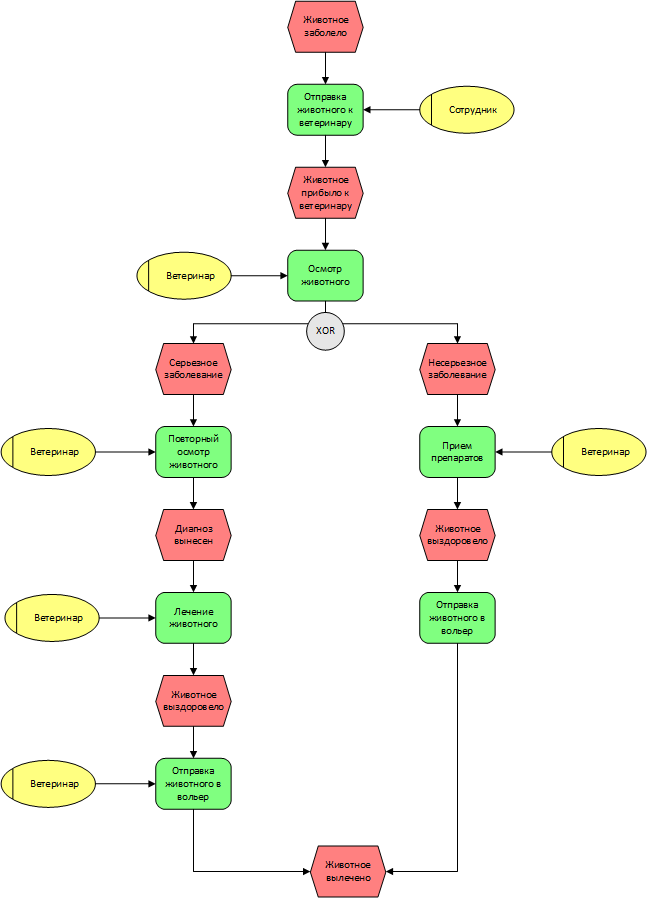 Животное
заболело
Отправка
животного к
ветеринару
Сотрудник
Животное
прибыло к
ветеринару
Ветеринар
Осмотр
животного
XOR
Серьезное
заболевание
Несерьезное
заболевание
Ветеринар
Повторный
осмотр
животного
Прием
препаратов
Ветеринар
Диагноз
вынесен
Животное
выздоровело
Ветеринар
Лечение
животного
Отправка
животного в
вольер
Животное
выздоровело
Ветеринар
Отправка
животного в
вольер
Животное
вылечено